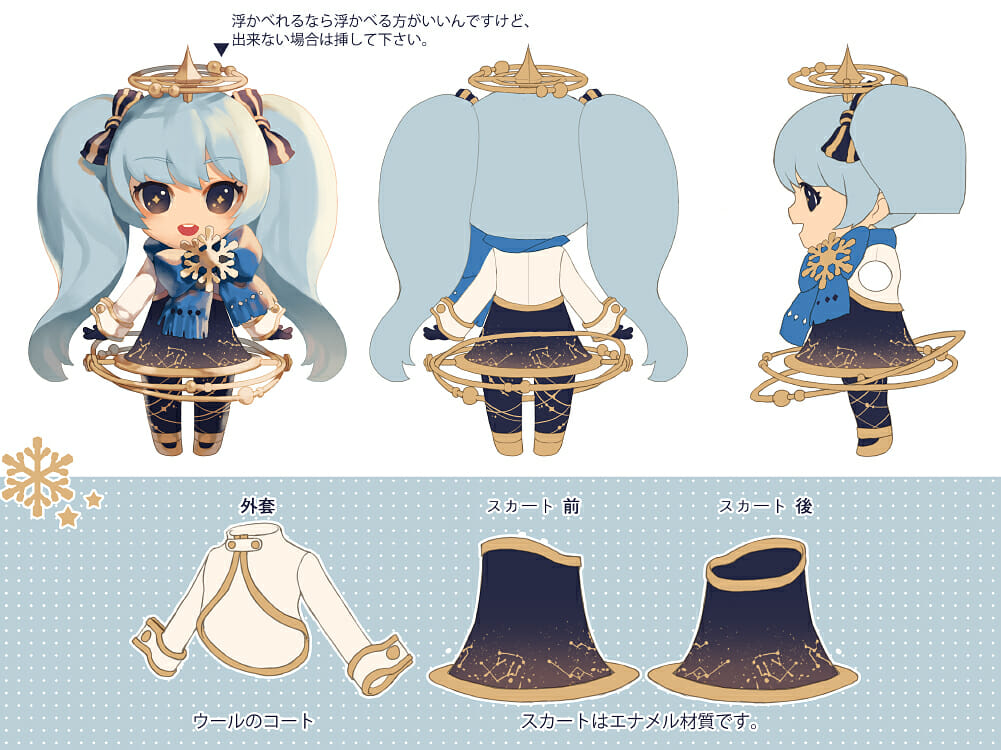 浮かべれるなら浮かべる方がいいんですけど、
出来ない場合は挿して下さい。
外套
スカート 前
スカート 後
ウールのコート
スカートはエナメル材質です。